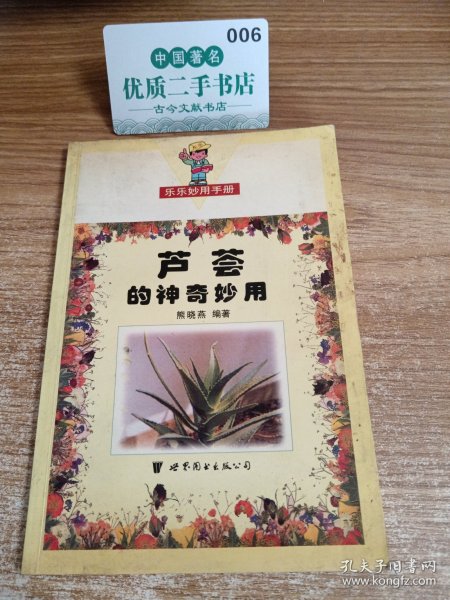 006
中国著名
优质二手书店
古今文献书店
乐乐妙用手册
芦荟
的神奇妙用
熊晓燕 编著
世界图书出版公司
孔夫子旧书网
www.kongfz.com